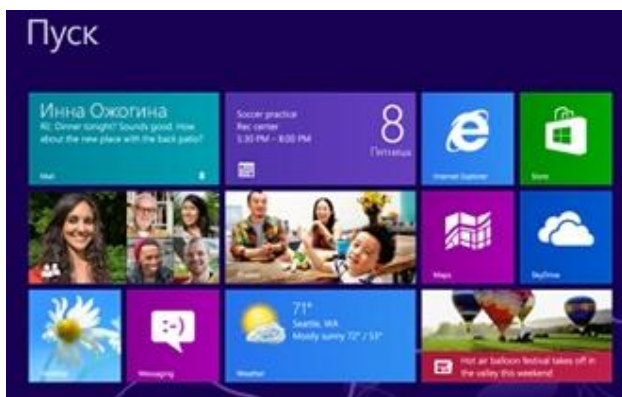 Пуск
Инна Ожогина
RE: Dinner tonight? Sounds good. How
about the new place with the back patio?
Mail
8
Soccer practice
Rec center
5:30 PM – 8:00 PM
8
Пятница
Internet Explorer
Store
Maps
SkyDrive
:-)
Messaging
71°
Seattle, WA
Mostly sunny 72° / 53°
Weather
Hot air balloon festival takes off in
the valley this weekend